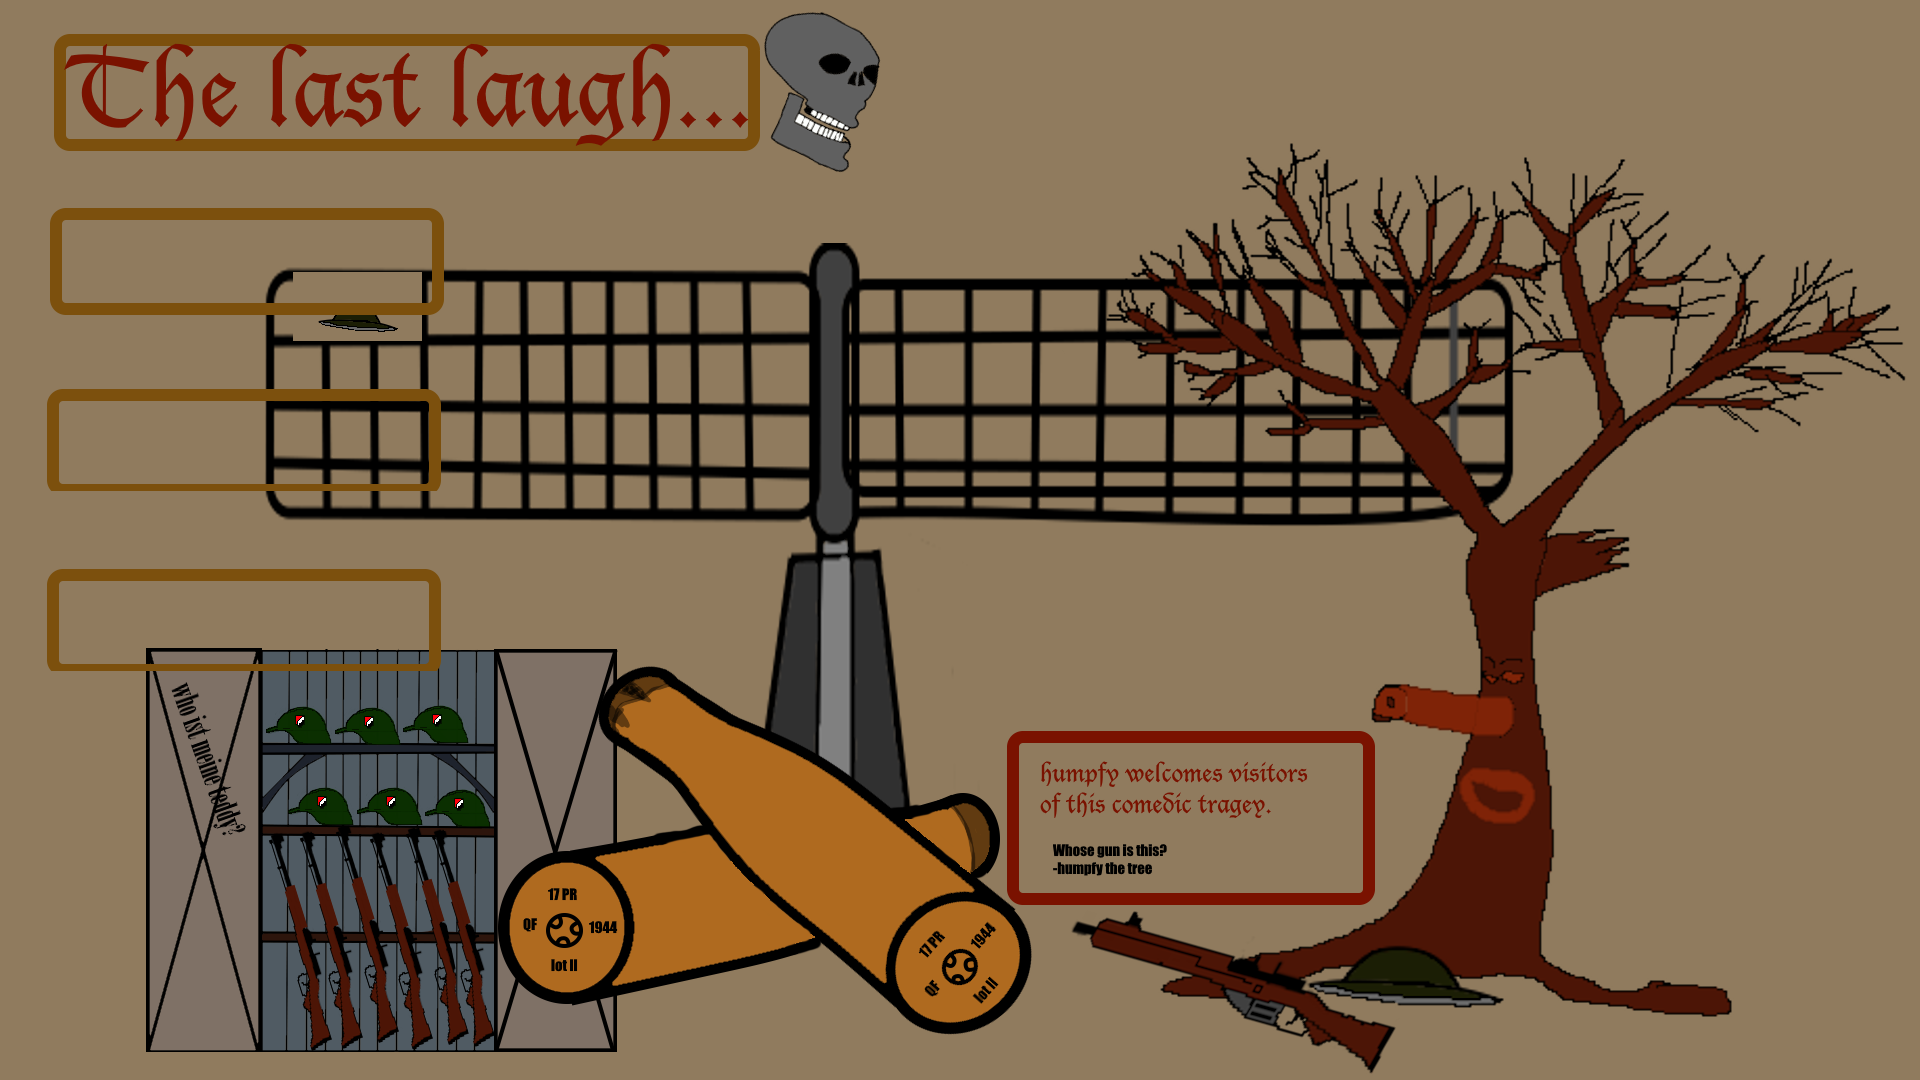 The last laugh...
who ist meine teddy?
humpfy welcomes visitors
of this comedic tragey.
Whose gun is this?
-humpfy the tree
17 PR
QF
1944
lot II
17 PR
1944
QF
lot II